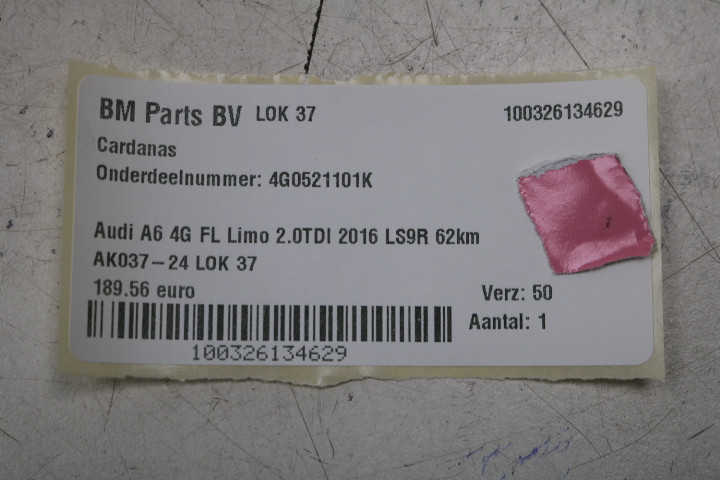 BM Parts BV LOK 37 100326134629
Cardanas
Onderdeelnummer: 4G0521101K
Audi A6 4G FL Limo 2.0TDI 2016 LS9R 62km
AK037-24 LOK 37
189.56 euro Verz: 50
Aantal: 1
100326134629